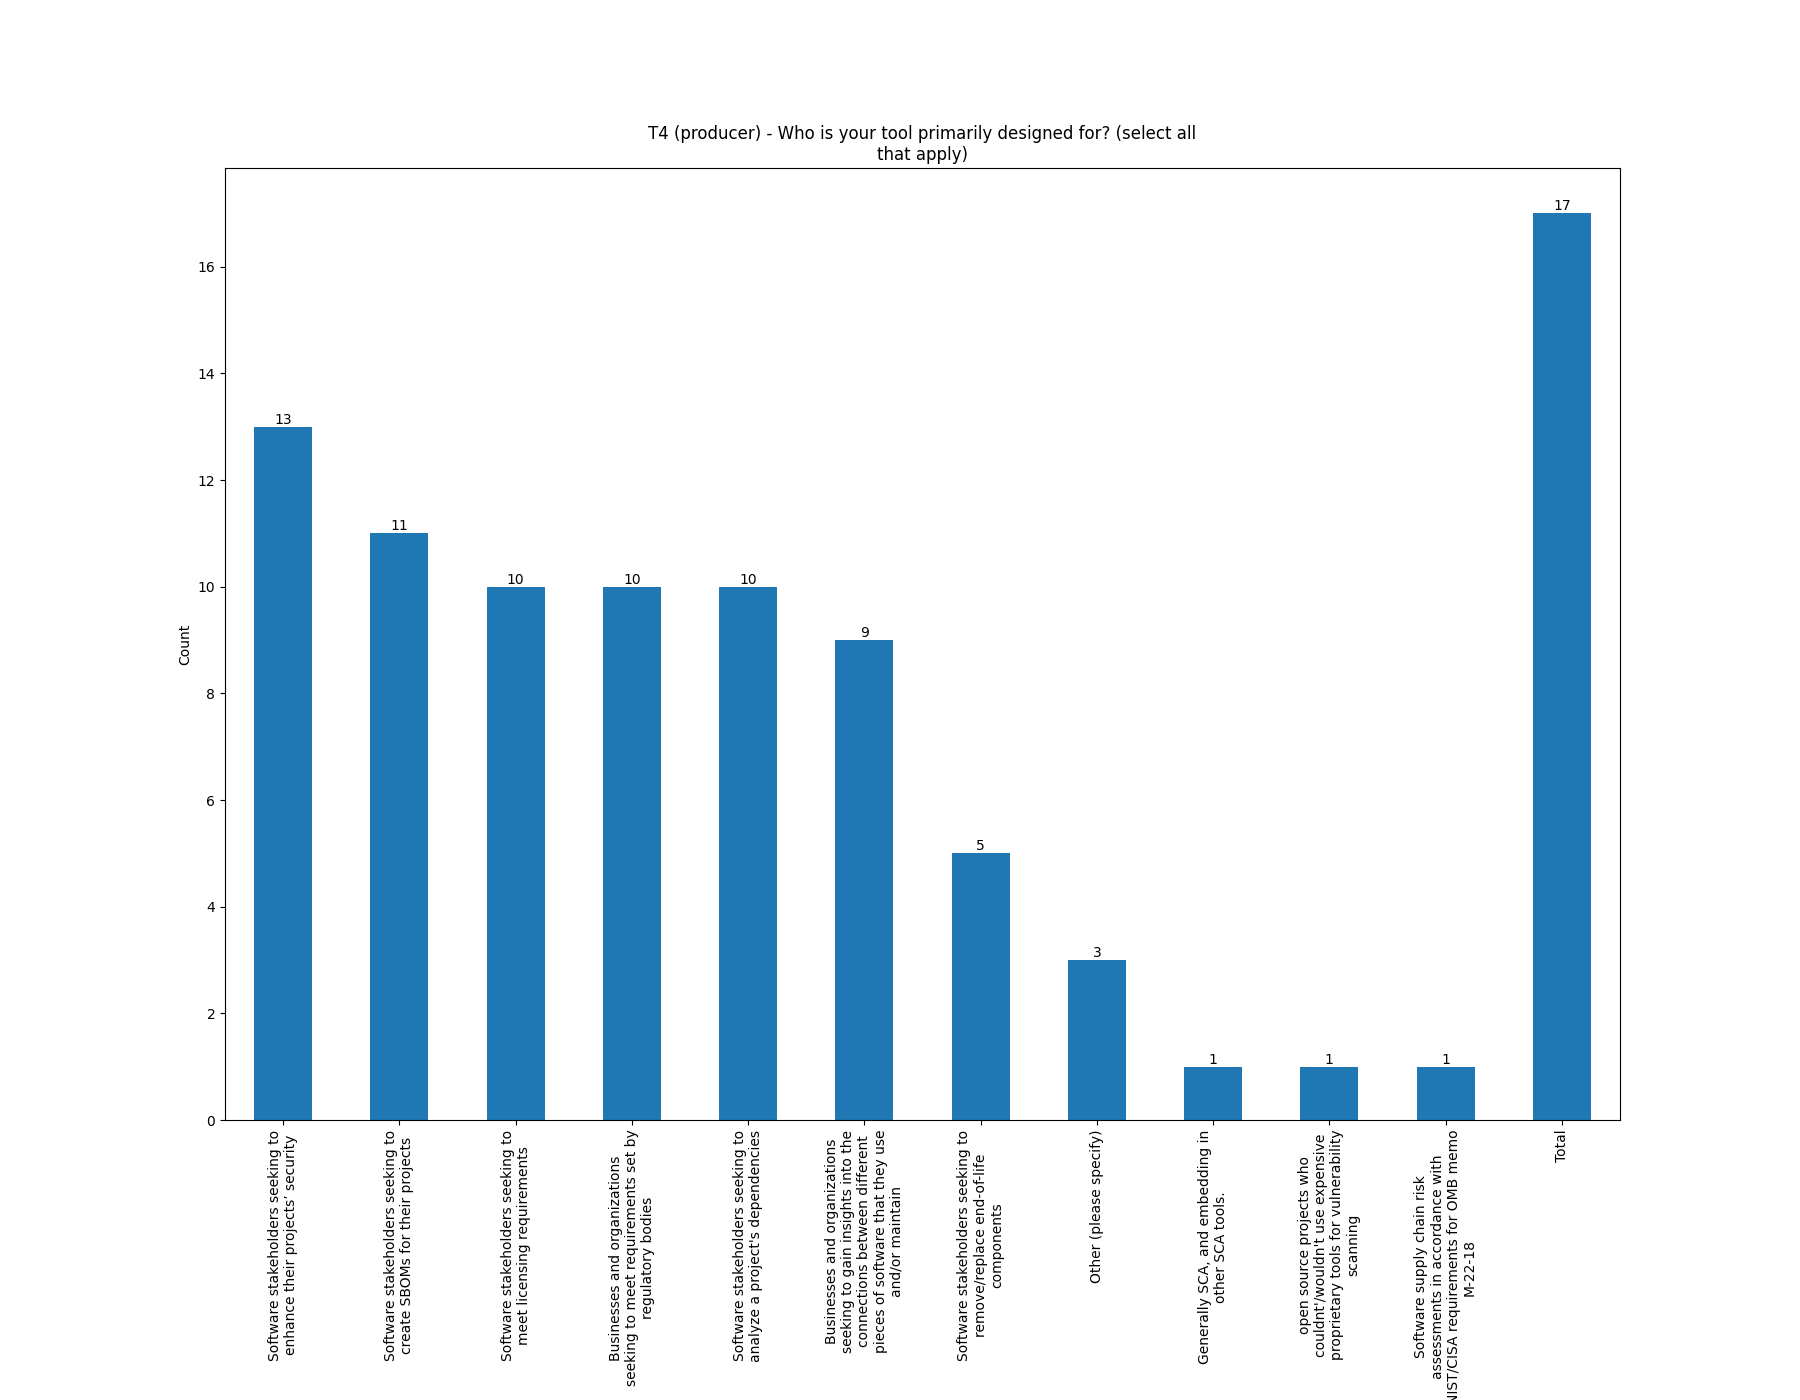 T4 (producer) - Who is your tool primarily designed for? (select all
that apply)
Count
16
14
12
10
8
6
4
2
0
13
11
10
10
10
9
5
3
1
1
1
17
Software stakeholders seeking to
enhance their projects’ security
Software stakeholders seeking to
create SBOMs for their projects
Software stakeholders seeking to
meet licensing requirements
Businesses and organizations
seeking to meet requirements set by
regulatory bodies
Software stakeholders seeking to
analyze a project's dependencies
Businesses and organizations
seeking to gain insights into the
connections between different
pieces of software that they use
and/or maintain
Software stakeholders seeking to
remove/replace end-of-life
components
Other (please specify)
Generally SCA, and embedding in
other SCA tools.
open source projects who
couldnt'/wouldn't use expensive
proprietary tools for vulnerability
scanning
Software supply chain risk
assessments in accordance with
NIST/CISA requirements for OMB memo
M-22-18
Total